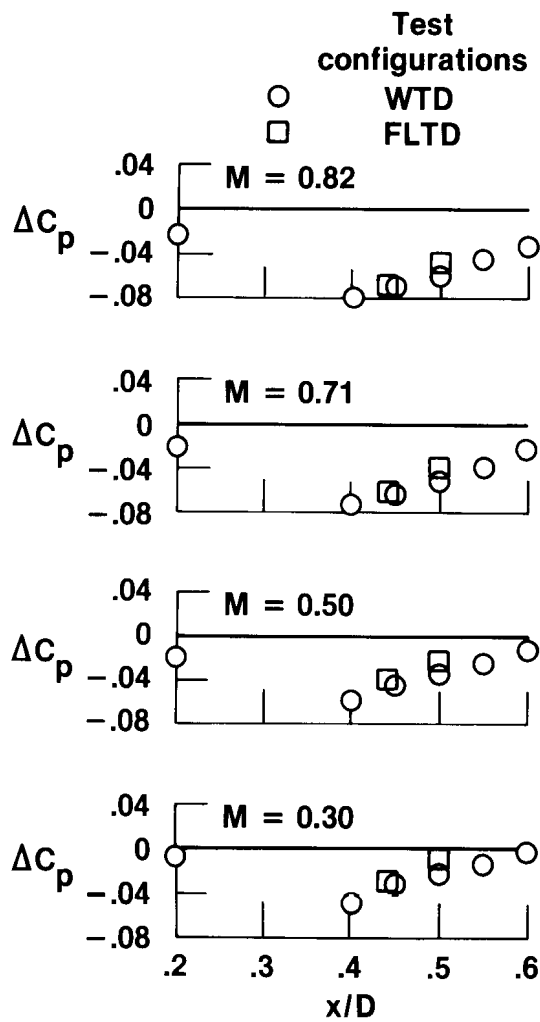 Test
configurations
WTD
FLTD
.04
M = 0.82
0
ΔCp
−.04
−.08
.04
M = 0.71
0
ΔCp
−.04
−.08
.04
M = 0.50
0
ΔCp
−.04
−.08
.04
M = 0.30
0
ΔCp
−.04
−.08
.2 .3 .4 .5 .6
x/D